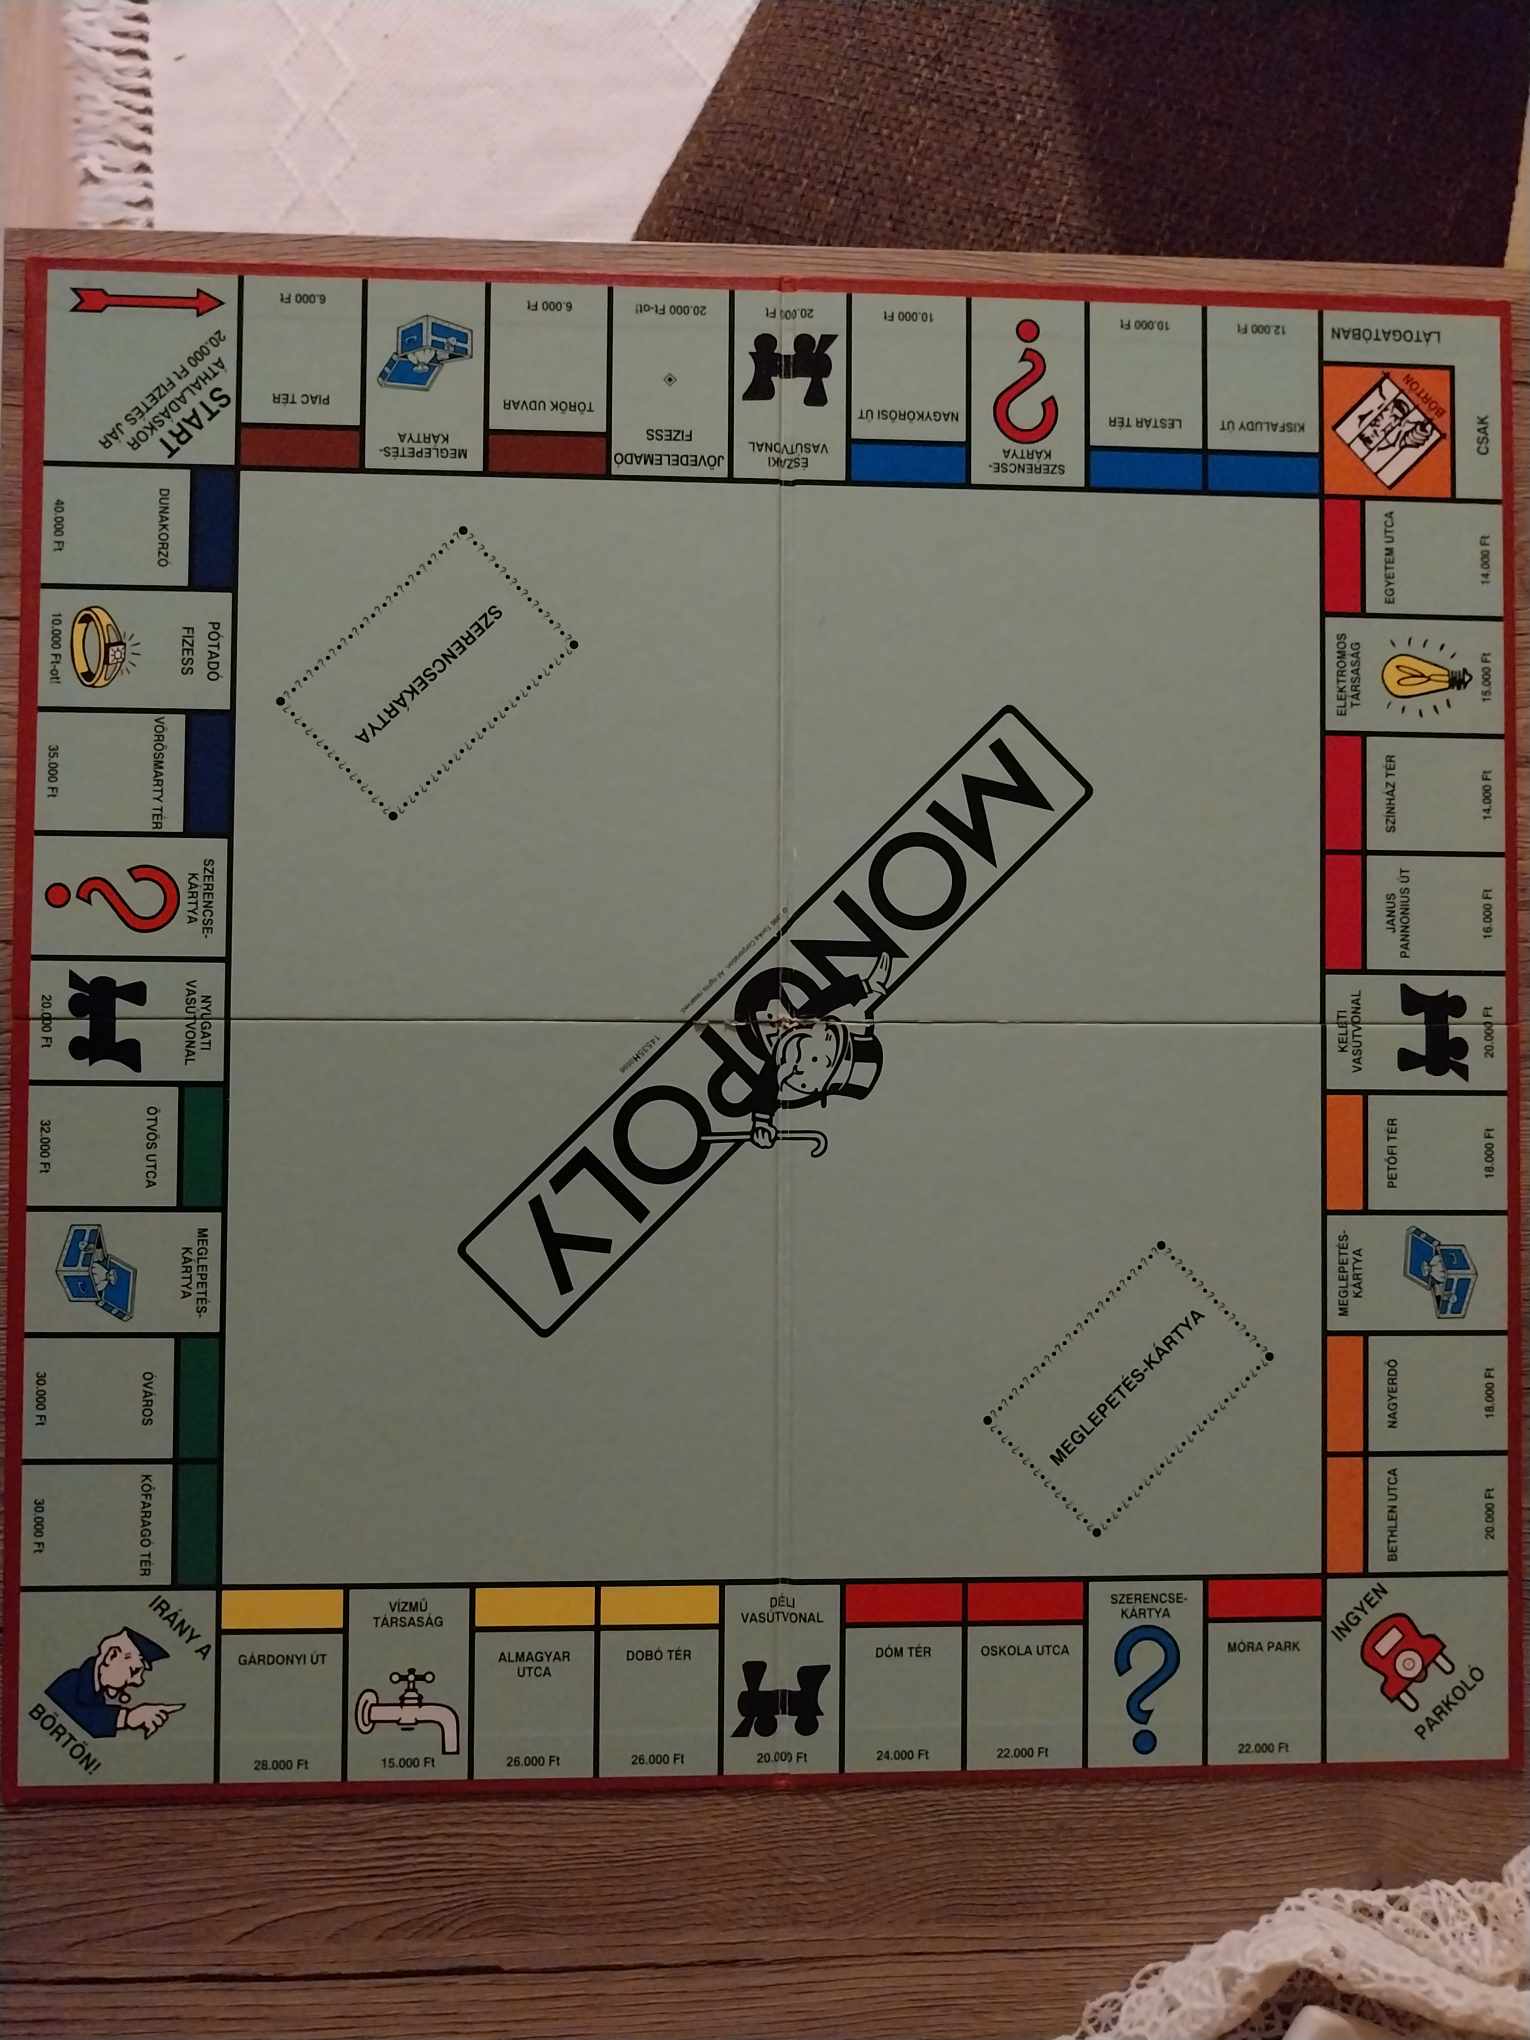 START
ÁTHALADÁSKOR
20.000 Ft FIZETÉS JÁR
PIAC TÉR
6.000 Ft
MEGLEPETÉS-
KÁRTYA
TÖRÖK UDVAR
6.000 Ft
JÖVEDELEMADÓ
FIZESS
20.000 Ft-ot!
ÉSZAKI
VASÚTVONAL
20.000 Ft
NAGYKŐRÖSI ÚT
10.000 Ft
SZERENCSE-
KÁRTYA
LESTÁR TÉR
10.000 Ft
KISFALUDY ÚT
12.000 Ft
BÖRTÖN
CSAK
LÁTOGATÓBAN
EGYETEM UTCA
14.000 Ft
ELEKTROMOS
TÁRSASÁG
15.000 Ft
SZÍNHÁZ TÉR
14.000 Ft
JANUS
PANNONIUS ÚT
16.000 Ft
KELETI
VASÚTVONAL
20.000 Ft
PETŐFI TÉR
18.000 Ft
MEGLEPETÉS-
KÁRTYA
NAGYERDŐ
18.000 Ft
BETHLEN UTCA
20.000 Ft
INGYEN
PARKOLÓ
MÓRA PARK
22.000 Ft
SZERENCSE-
KÁRTYA
OSKOLA UTCA
22.000 Ft
DÓM TÉR
24.000 Ft
DÉLI
VASÚTVONAL
20.000 Ft
DOBÓ TÉR
26.000 Ft
ALMAGYAR
UTCA
26.000 Ft
VÍZMŰ
TÁRSASÁG
15.000 Ft
GÁRDONYI ÚT
28.000 Ft
IRÁNY A
BÖRTÖN!
KŐFARAGÓ TÉR
30.000 Ft
ÓVÁROS
30.000 Ft
MEGLEPETÉS-
KÁRTYA
ÖTVÖS UTCA
32.000 Ft
NYUGATI
VASÚTVONAL
20.000 Ft
SZERENCSE-
KÁRTYA
VÖRÖSMARTY TÉR
35.000 Ft
PÓTADÓ
FIZESS
10.000 Ft-ot!
DUNAKORZÓ
40.000 Ft
SZERENCSEKÁRTYA
MONOPOLY
Tonka Corporation. All rights reserved.
MEGLEPETÉS-KÁRTYA